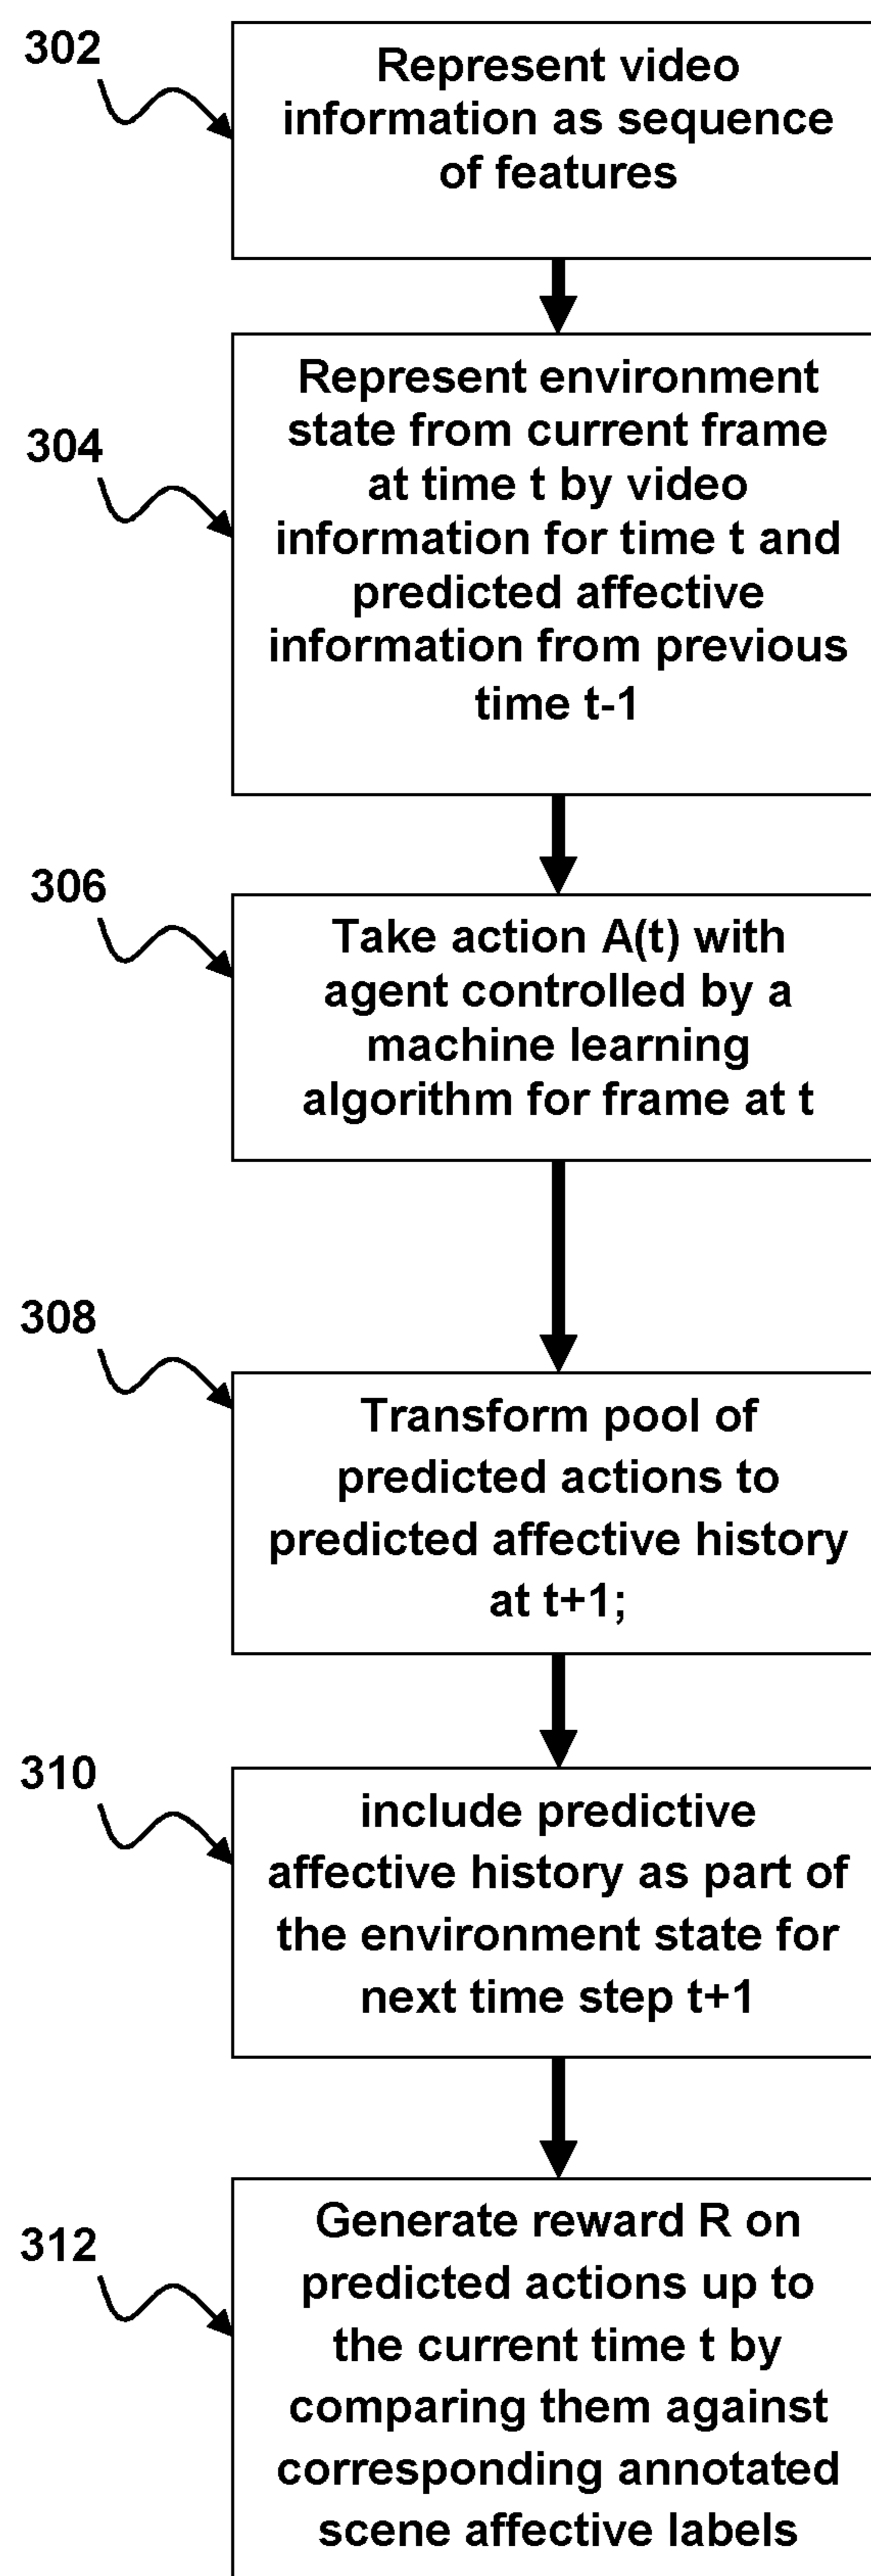 302
Represent video
information as sequence
of features
304
Represent environment
state from current frame
at time t by video
information for time t and
predicted affective
information from previous
time t-1
306
Take action A(t) with
agent controlled by a
machine learning
algorithm for frame at t
308
Transform pool of
predicted actions to
predicted affective history
at t+1;
310
include predictive
affective history as part of
the environment state for
next time step t+1
312
Generate reward R on
predicted actions up to
the current time t by
comparing them against
corresponding annotated
scene affective labels